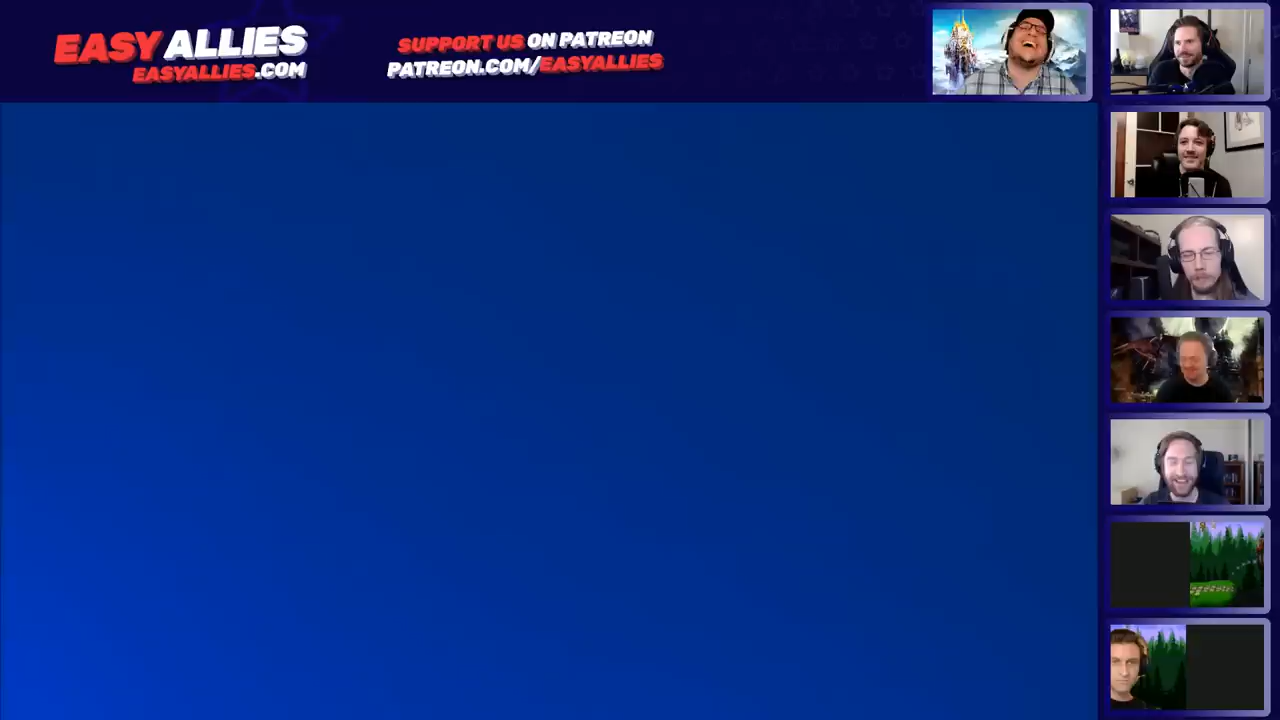 EASY ALLIES
EASYALLIES.COM
SUPPORT US ON PATREON
PATREON.COM/EASYALLIES